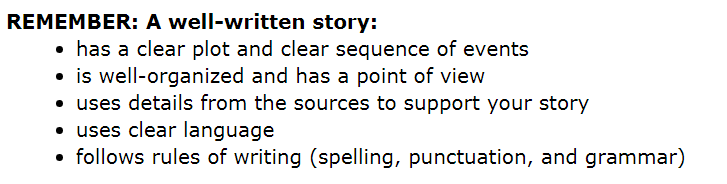 REMEMBER: A well-written story:
• has a clear plot and clear sequence of events
• is well-organized and has a point of view
• uses details from the sources to support your story
• uses clear language
• follows rules of writing (spelling, punctuation, and grammar)